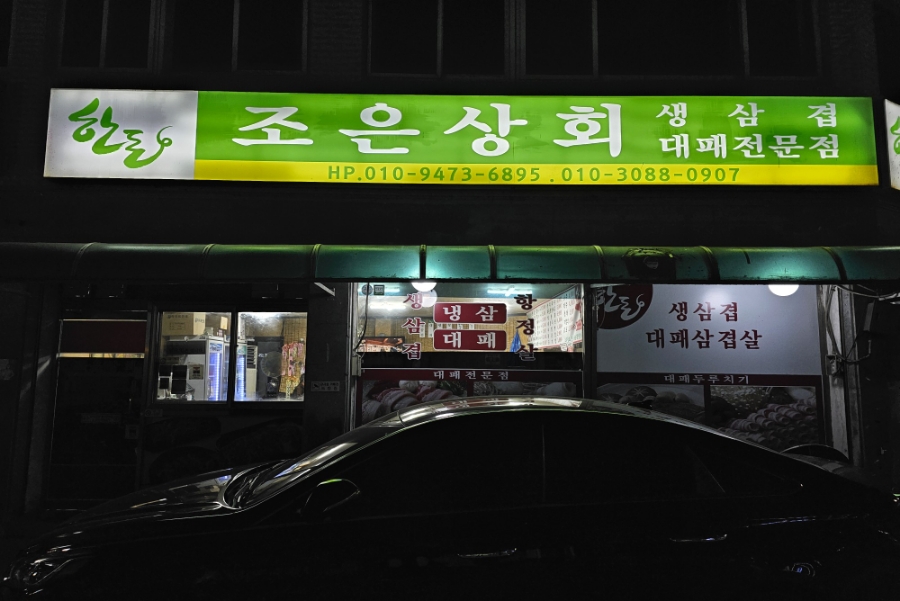 한돈
조은상회
생삼겹
대패전문점
HP.010-9473-6895 . 010-3088-0907
생삼겹
냉삼
대패
항정살
대패전문점
한돈
생삼겹
대패삼겹살
대패두루치기